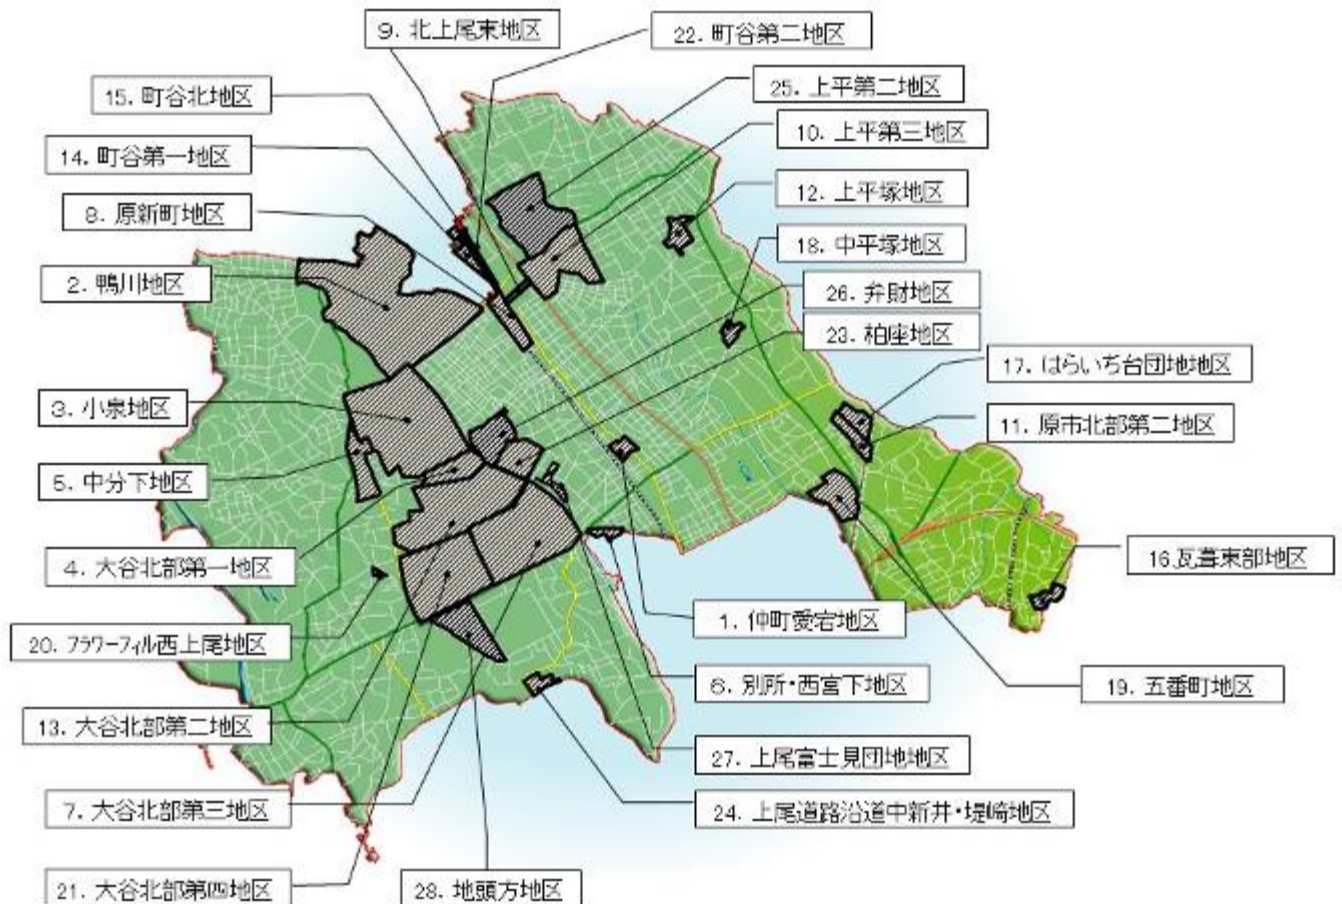 9. 北上尾東地区
22. 町谷第二地区
15. 町谷北地区
25. 上平第二地区
14. 町谷第一地区
10. 上平第三地区
8. 原新町地区
12. 上平塚地区
2. 鴨川地区
18. 中平塚地区
26. 弁財地区
23. 柏座地区
3. 小泉地区
17. はらいち台団地地区
5. 中分下地区
11. 原市北部第二地区
4. 大谷北部第一地区
16.瓦葺東部地区
20. フラワーフィル西上尾地区
1. 仲町愛宕地区
6. 別所・西宮下地区
19. 五番町地区
13. 大谷北部第二地区
27. 上尾富士見団地地区
7. 大谷北部第三地区
24. 上尾道路沿道中新井・堤崎地区
21. 大谷北部第四地区
28. 地頭方地区